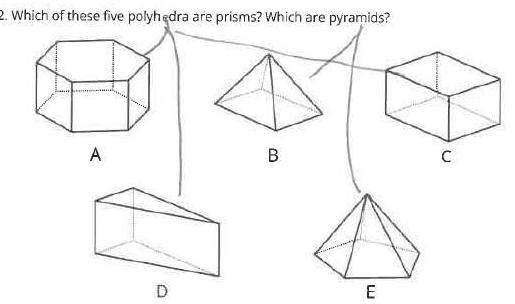 2. Which of these five polyhedra are prisms? Which are pyramids?
A
B
C
D
E